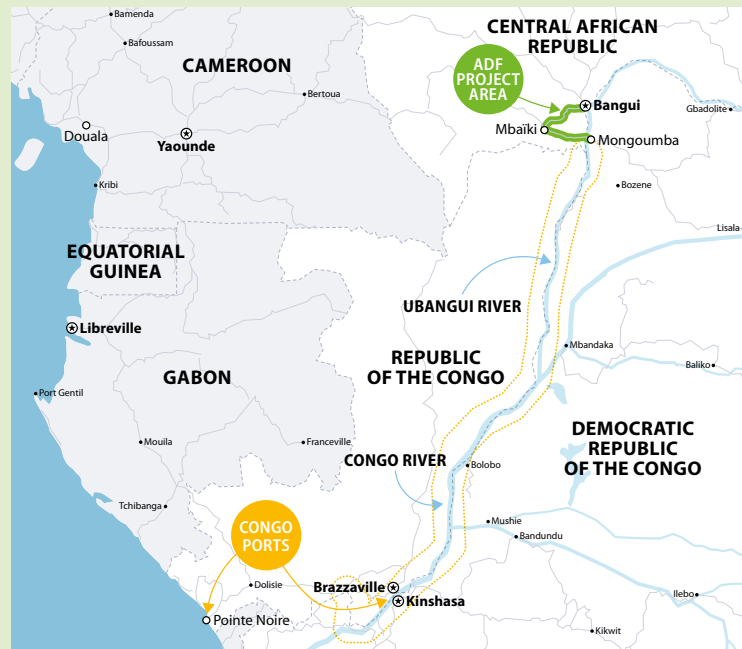 Bamenda
CENTRAL AFRICAN
REPUBLIC
Bafoussam
CAMEROON
ADF
PROJECT
AREA
Bertoua
Bangui
Gbadolite
Douala
Mbaïki
Yaounde
Mongoumba
Kribi
Bozene
Lisala
EQUATORIAL
GUINEA
UBANGUI RIVER
Libreville
Mbandaka
REPUBLIC
OF THE CONGO
Baliko
GABON
Port Gentil
DEMOCRATIC
REPUBLIC
OF THE CONGO
Mouila
Franceville
CONGO RIVER
Bolobo
Tchibanga
CONGO
PORTS
Mushie
Bandundu
Dolisie
Brazzaville
Ilebo
Kinshasa
Pointe Noire
Kikwit